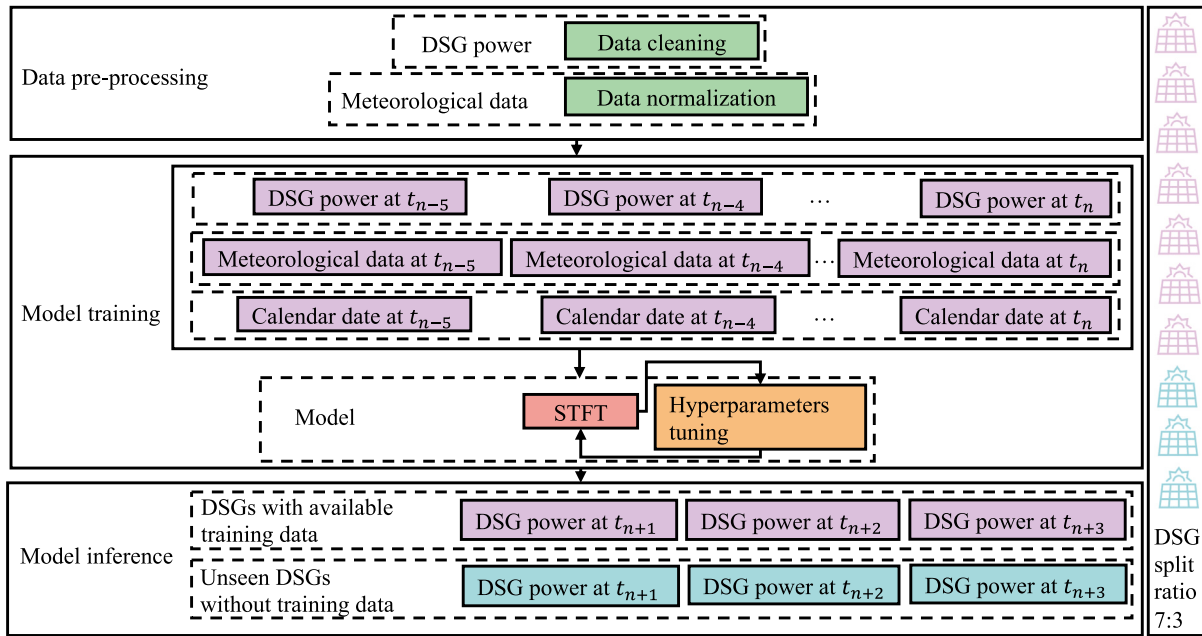 DSG power Data cleaning
Data pre-processing
Meteorological data Data normalization
DSG power at t_{n−5} DSG power at t_{n−4} ... DSG power at t_n
Meteorological data at t_{n−5} Meteorological data at t_{n−4} ... Meteorological data at t_n
Model training
Calendar date at t_{n−5} Calendar date at t_{n−4} ... Calendar date at t_n
Model STFT Hyperparameters
tuning
DSGs with available
training data
DSG power at t_{n+1} DSG power at t_{n+2} DSG power at t_{n+3}
Model inference
Unseen DSGs
without training data
DSG power at t_{n+1} DSG power at t_{n+2} DSG power at t_{n+3}
DSG
split
ratio
7:3